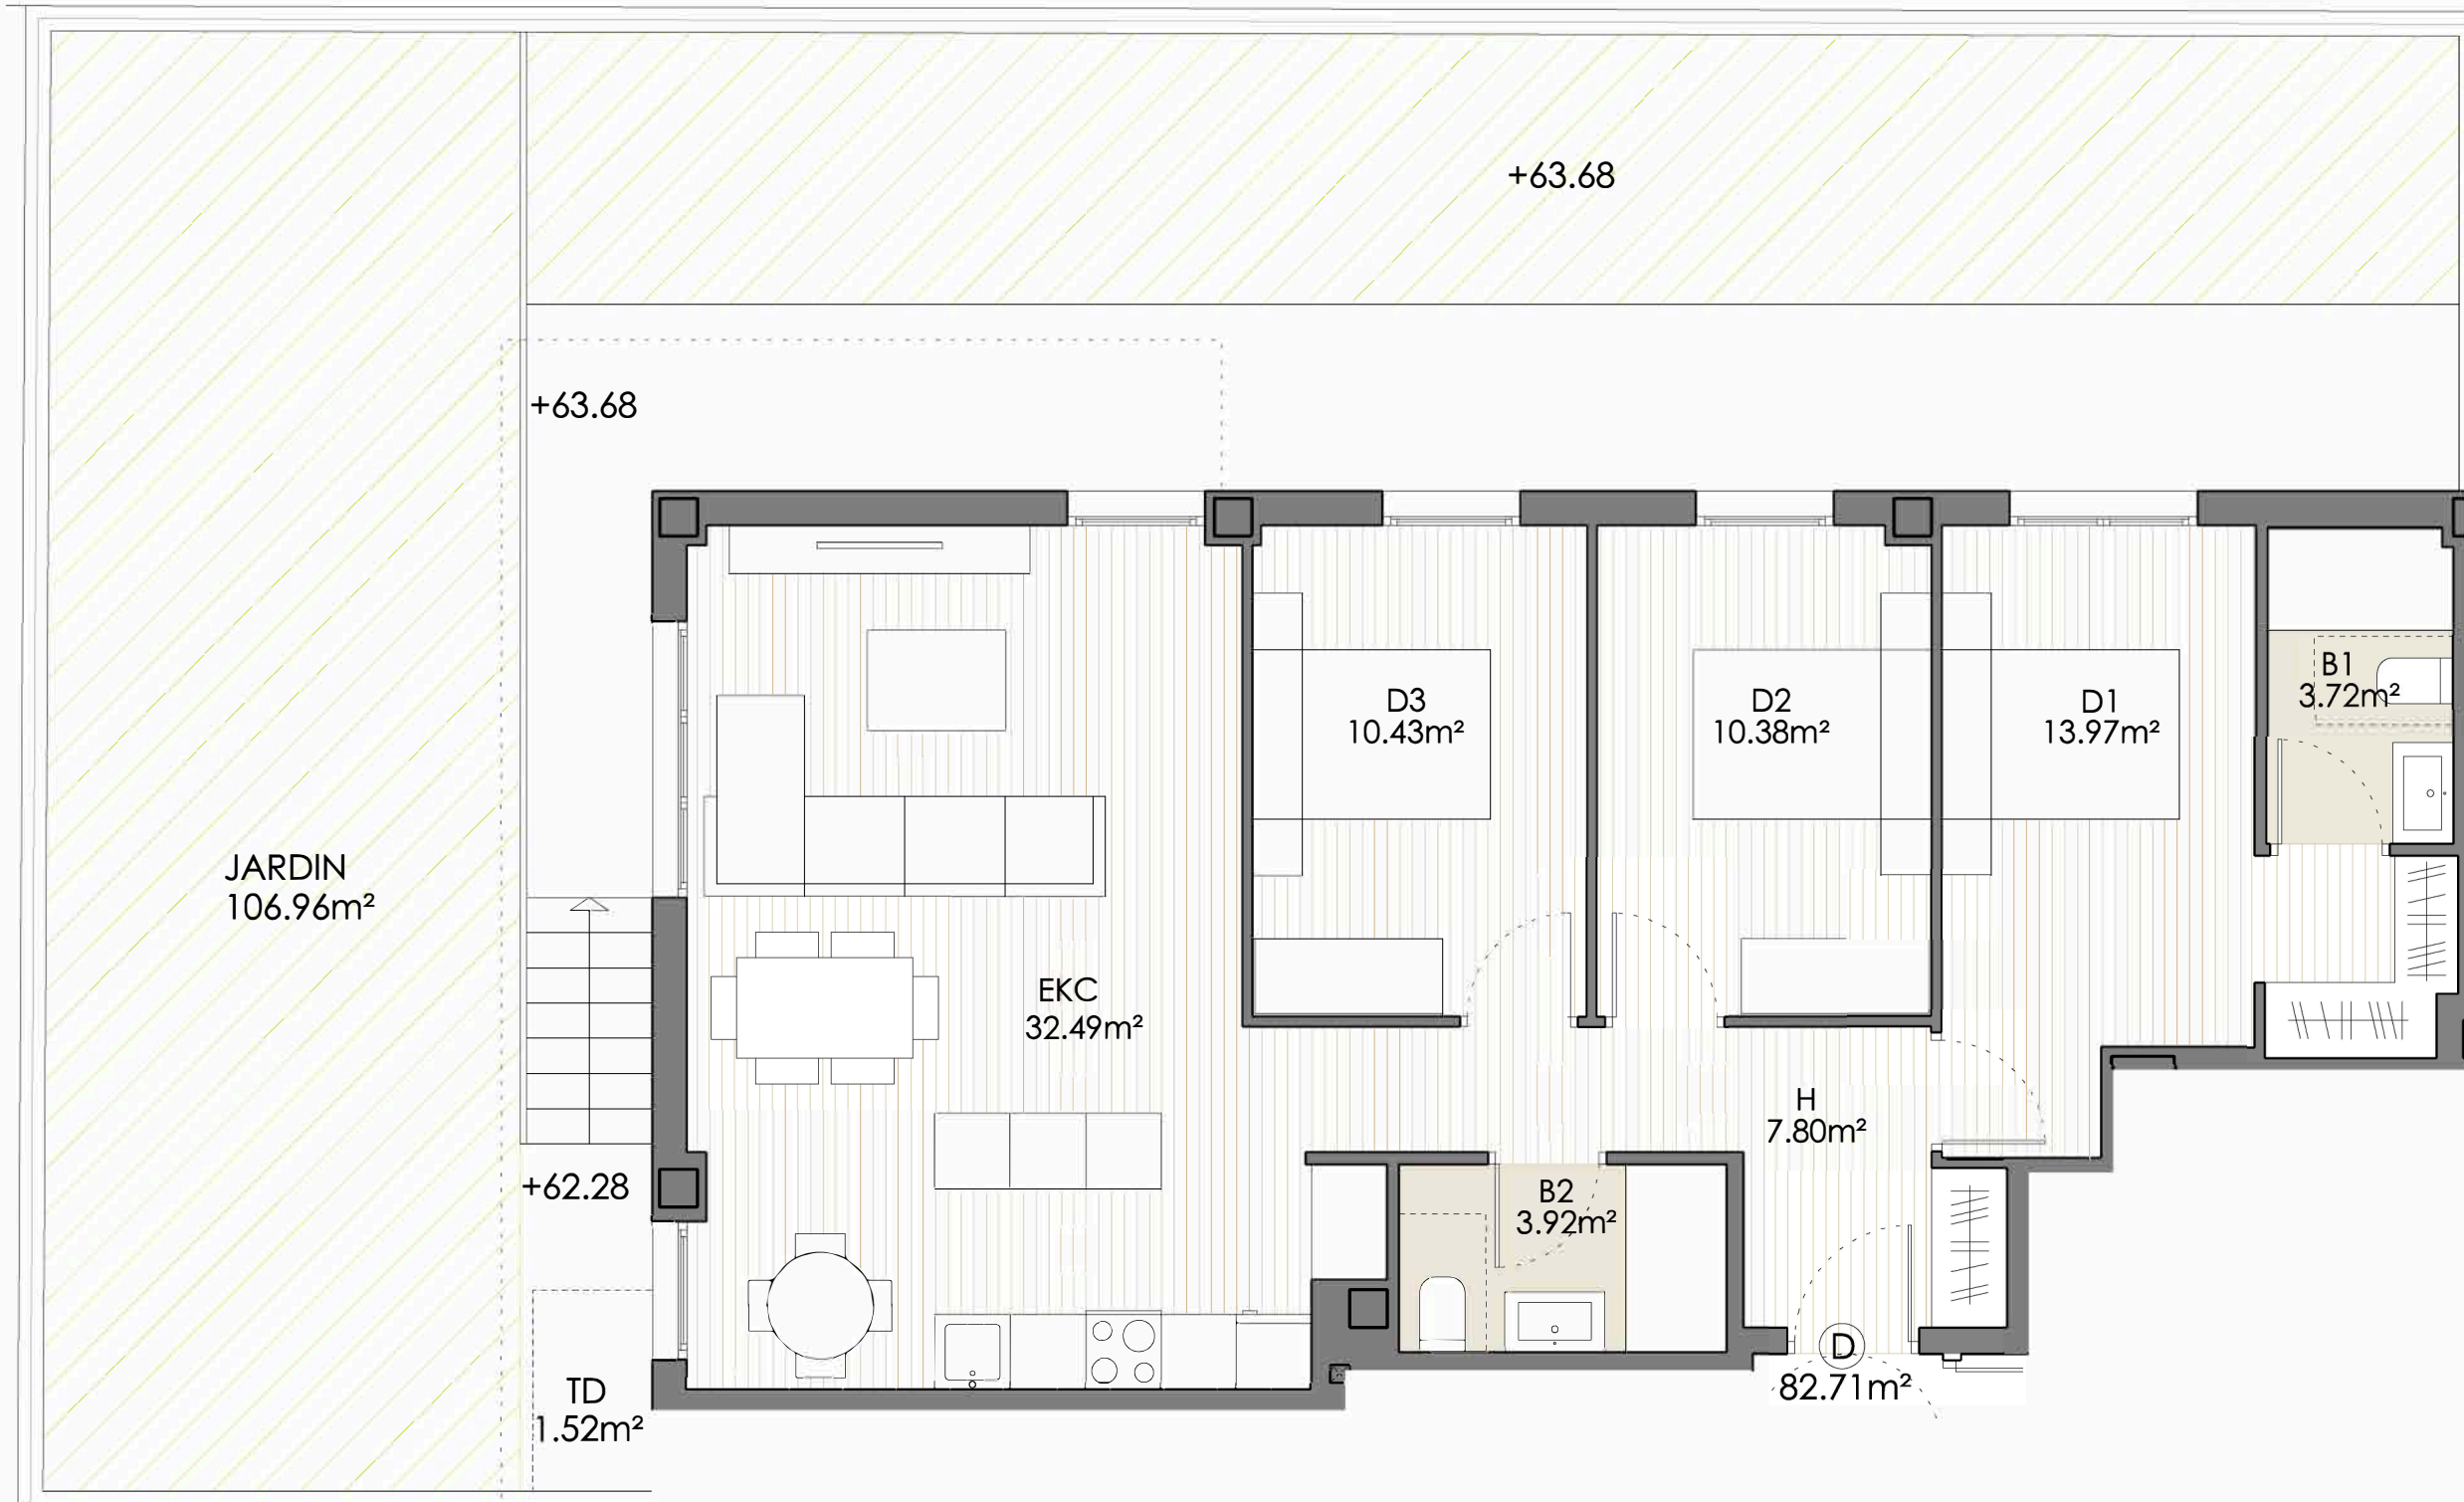 +63.68
+63.68
D3
10.43m²
D2
10.38m²
D1
13.97m²
B1
3.72m²
JARDIN
106.96m²
EKC
32.49m²
H
7.80m²
+62.28
B2
3.92m²
TD
1.52m²
D
82.71m²